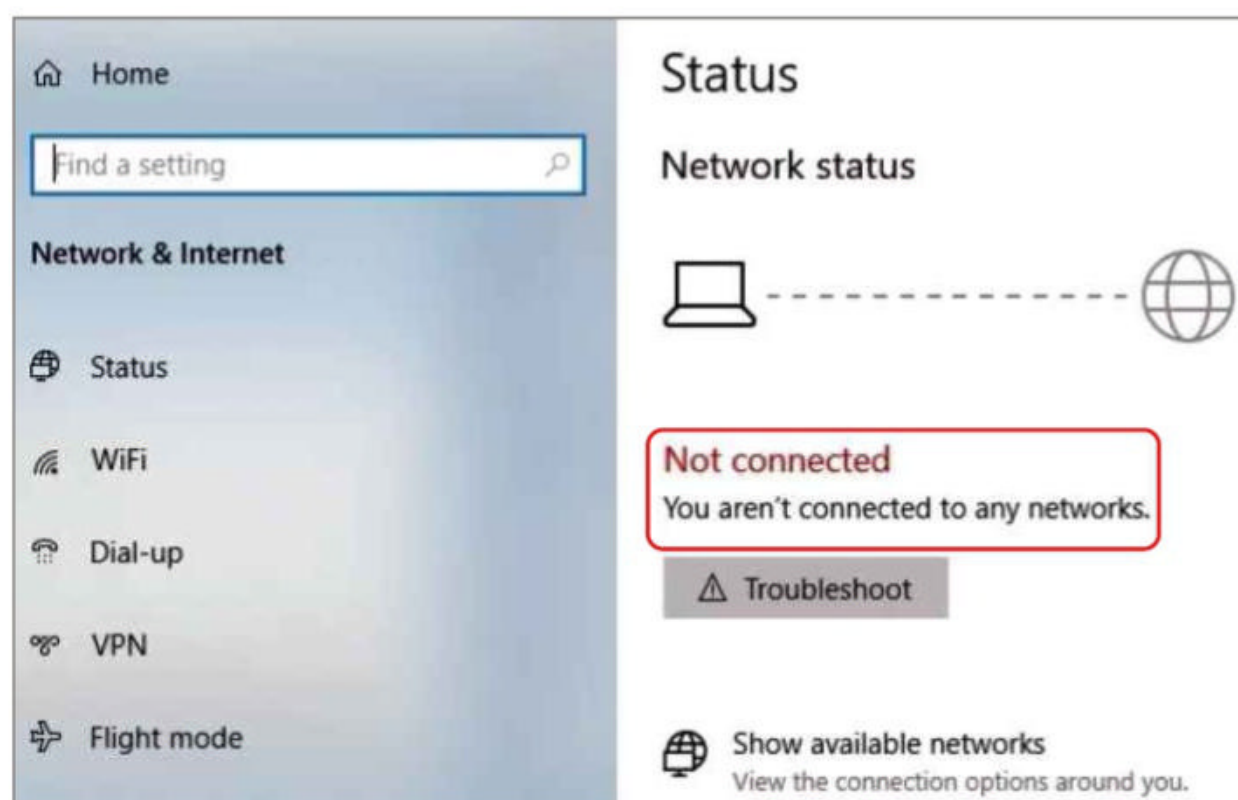 Home
Find a setting
Network & Internet
Status
WiFi
Dial-up
VPN
Flight mode
Status
Network status
Not connected
You aren't connected to any networks.
Troubleshoot
Show available networks
View the connection options around you.